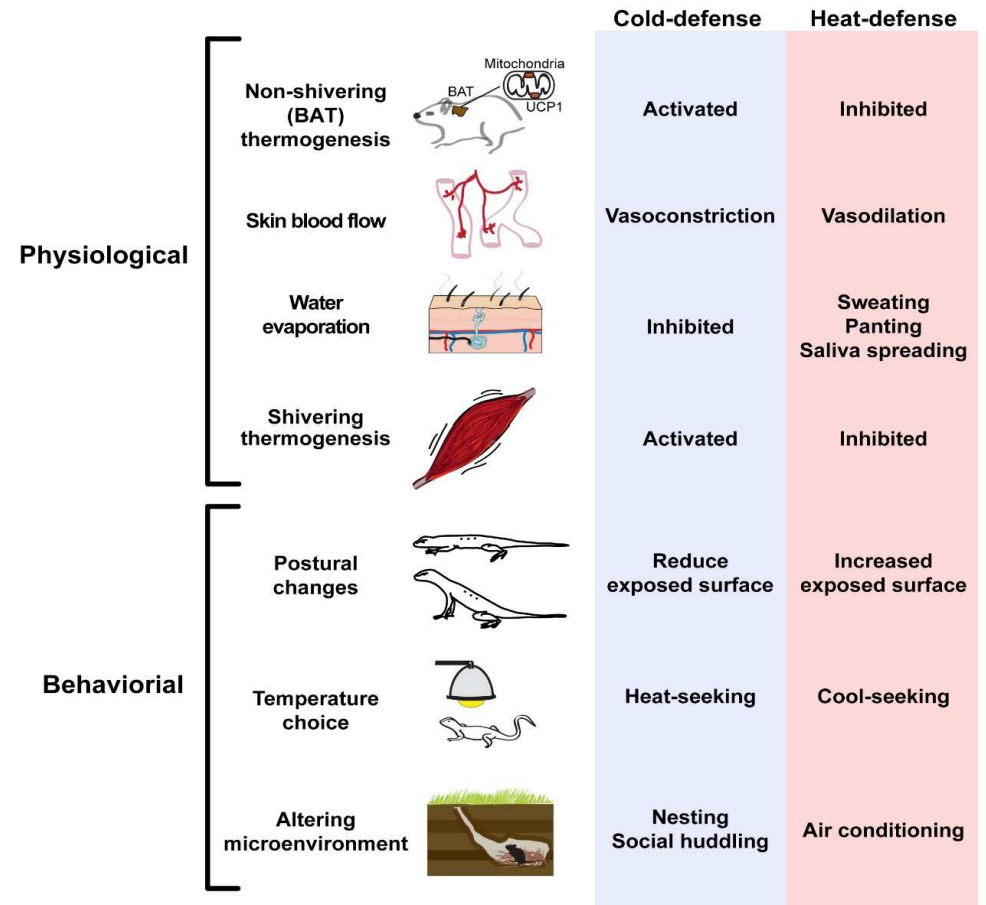 Cold-defense
Heat-defense
Physiological
Non-shivering
(BAT)
thermogenesis
BAT
Mitochondria
UCP1
Activated
Inhibited
Skin blood flow
Vasoconstriction
Vasodilation
Water
evaporation
Inhibited
Sweating
Panting
Saliva spreading
Shivering
thermogenesis
Activated
Inhibited
Behaviorial
Postural
changes
Reduce
exposed surface
Increased
exposed surface
Temperature
choice
Heat-seeking
Cool-seeking
Altering
microenvironment
Nesting
Social huddling
Air conditioning